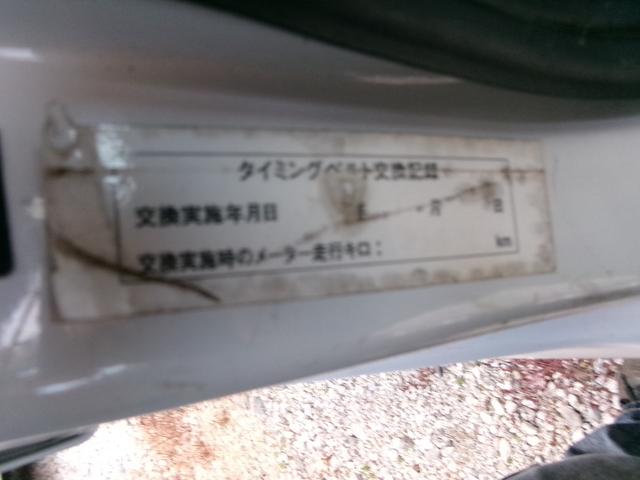 タイミングベルト交換記録
交換実施年月日 年 月 日
交換実施時のメーター走行キロ: km